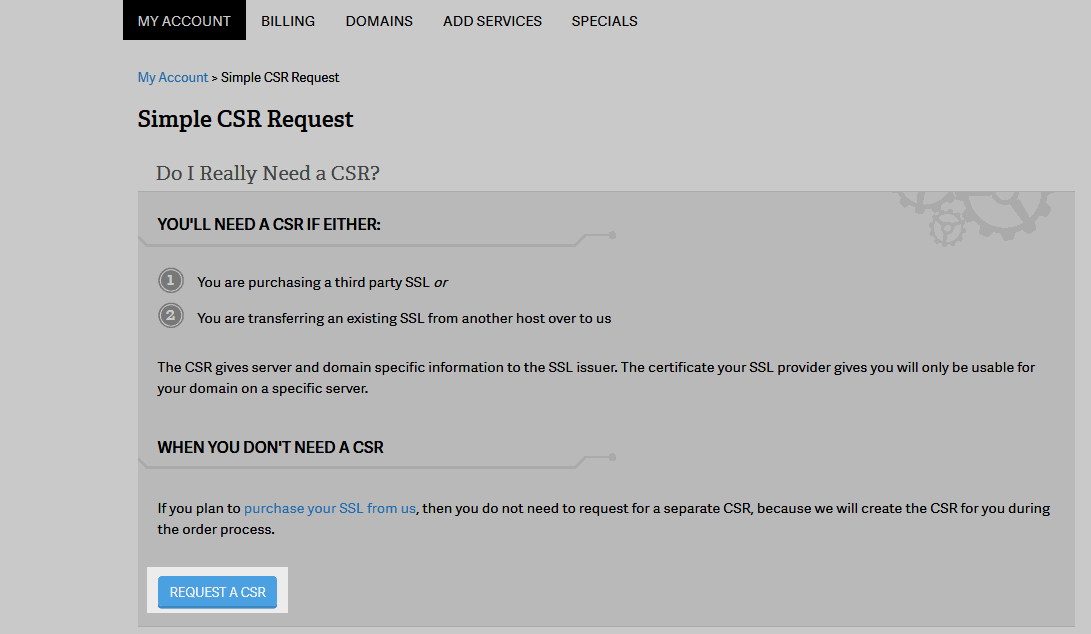 MY ACCOUNT BILLING DOMAINS ADD SERVICES SPECIALS
My Account > Simple CSR Request
Simple CSR Request
Do I Really Need a CSR?
YOU'LL NEED A CSR IF EITHER:
1 You are purchasing a third party SSL or
2 You are transferring an existing SSL from another host over to us
The CSR gives server and domain specific information to the SSL issuer. The certificate your SSL provider gives you will only be usable for
your domain on a specific server.
WHEN YOU DON'T NEED A CSR
If you plan to purchase your SSL from us, then you do not need to request for a separate CSR, because we will create the CSR for you during
the order process.
REQUEST A CSR